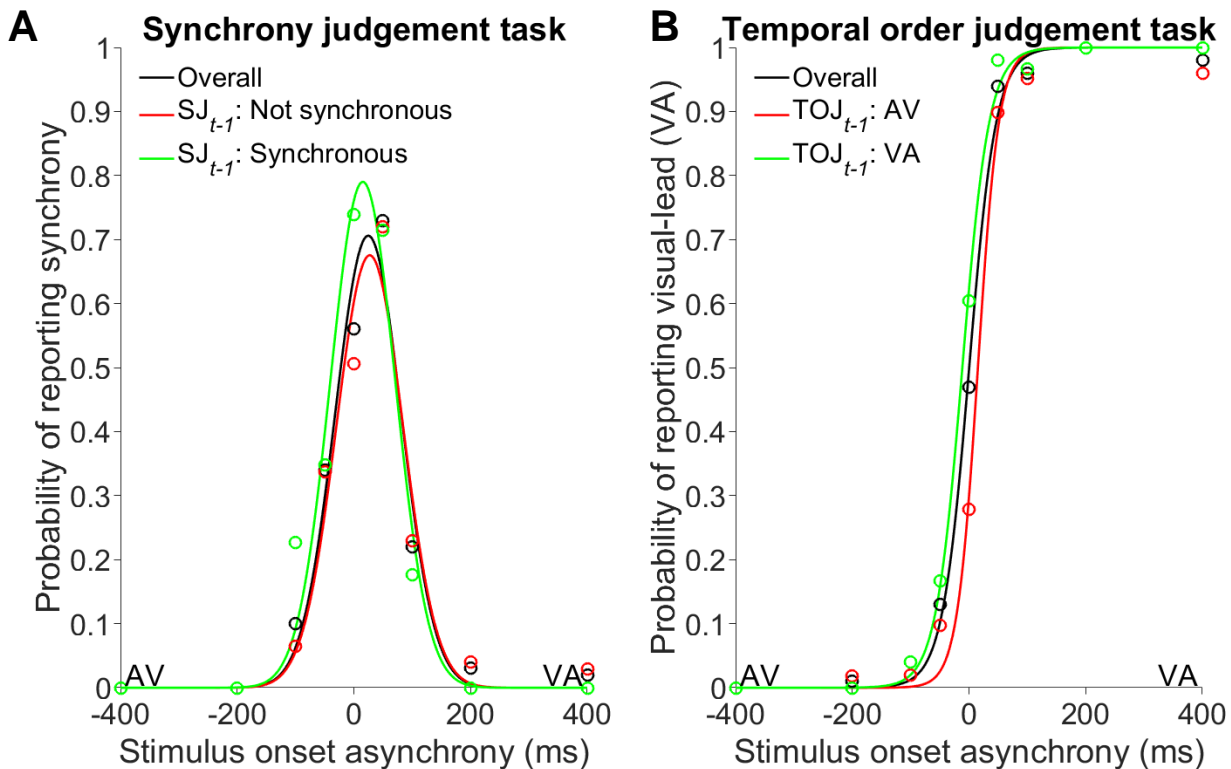 A
Synchrony judgement task
Probability of reporting synchrony
1
0.9
0.8
0.7
0.6
0.5
0.4
0.3
0.2
0.1
0
Overall
SJt-1: Not synchronous
SJt-1: Synchronous
AV
VA
-400
-200
0
200
400
Stimulus onset asynchrony (ms)
B
Temporal order judgement task
Probability of reporting visual-lead (VA)
1
0.9
0.8
0.7
0.6
0.5
0.4
0.3
0.2
0.1
0
Overall
TOJt-1: AV
TOJt-1: VA
AV
VA
-400
-200
0
200
400
Stimulus onset asynchrony (ms)